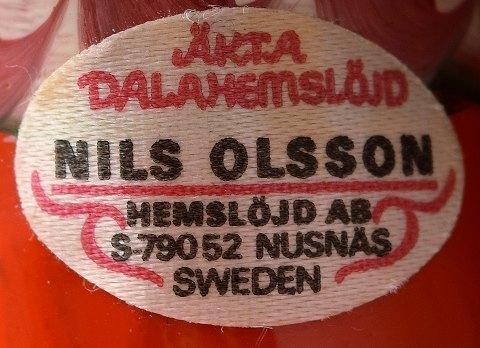 ÄKTA
DALAHEMSLÖJD
NILS OLSSON
HEMSLÖJD AB
S-790 52 NUSNÄS
SWEDEN